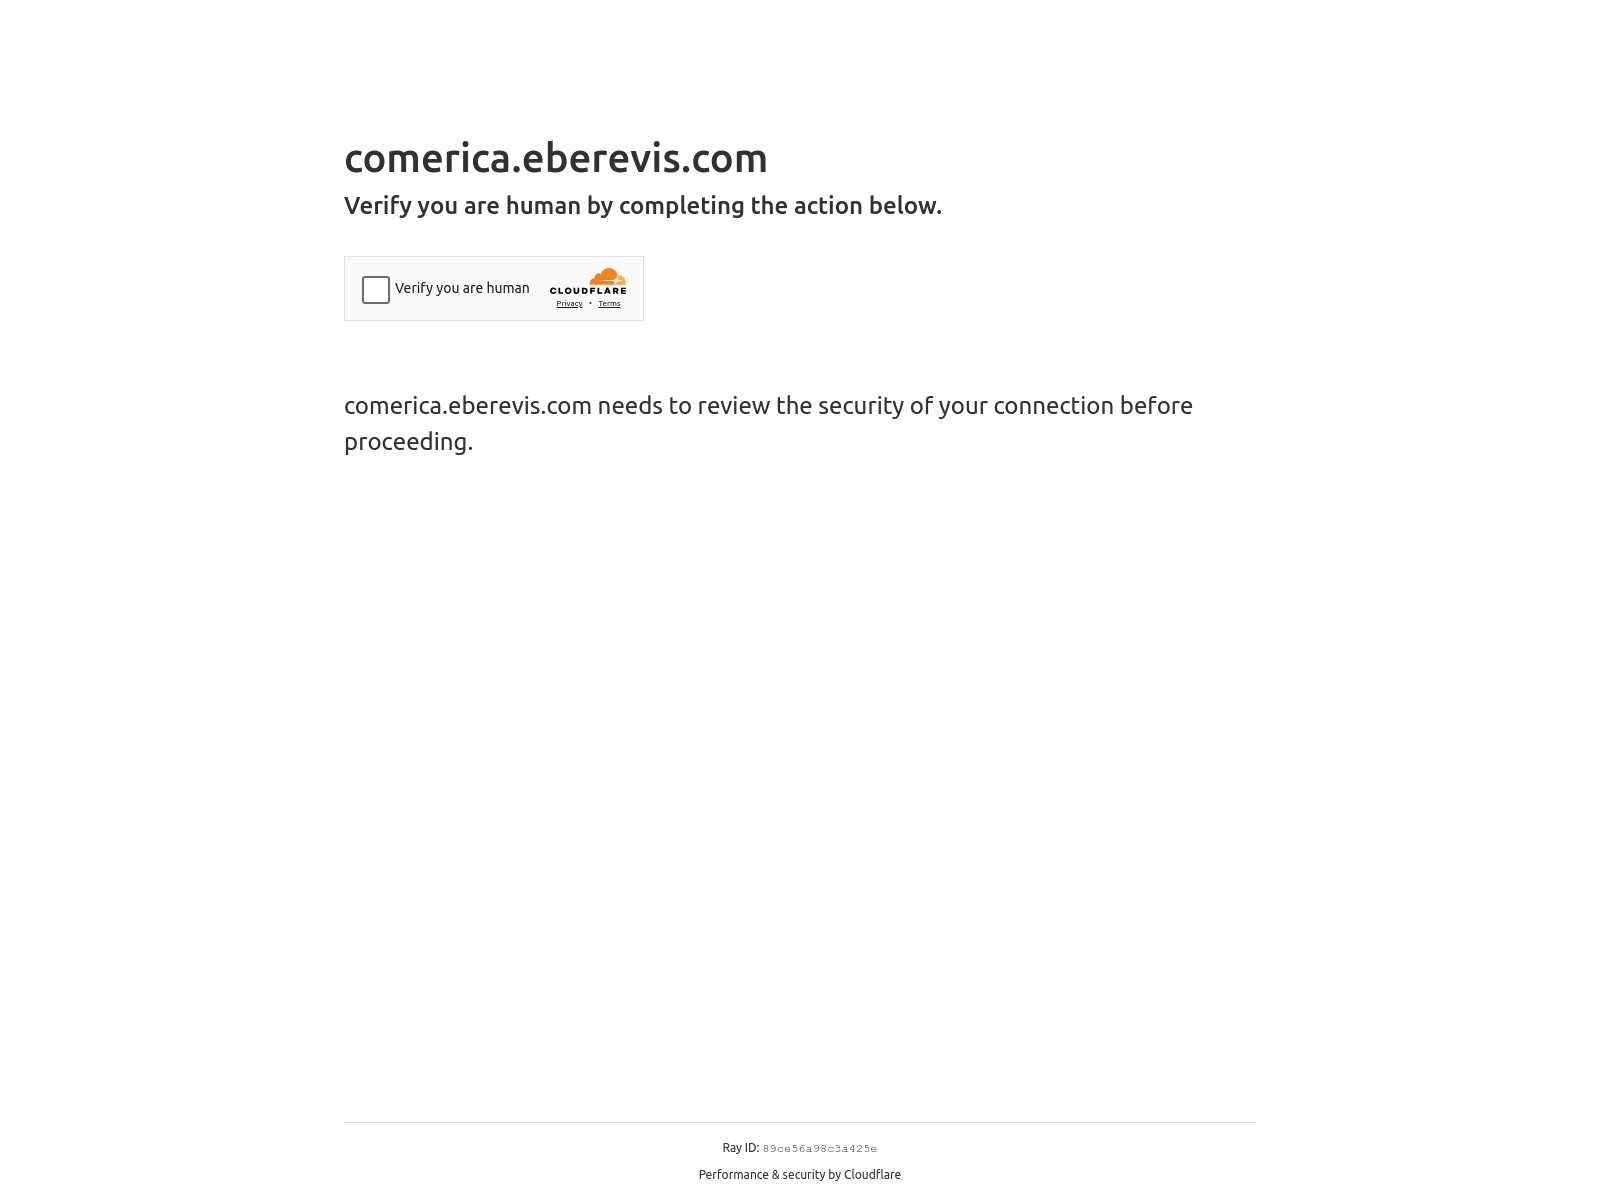 comerica.eberevis.com
Verify you are human by completing the action below.
Verify you are human
CLOUDFLARE
Privacy • Terms
comerica.eberevis.com needs to review the security of your connection before
proceeding.
Ray ID: 89ce56a98c3a425e
Performance & security by Cloudflare